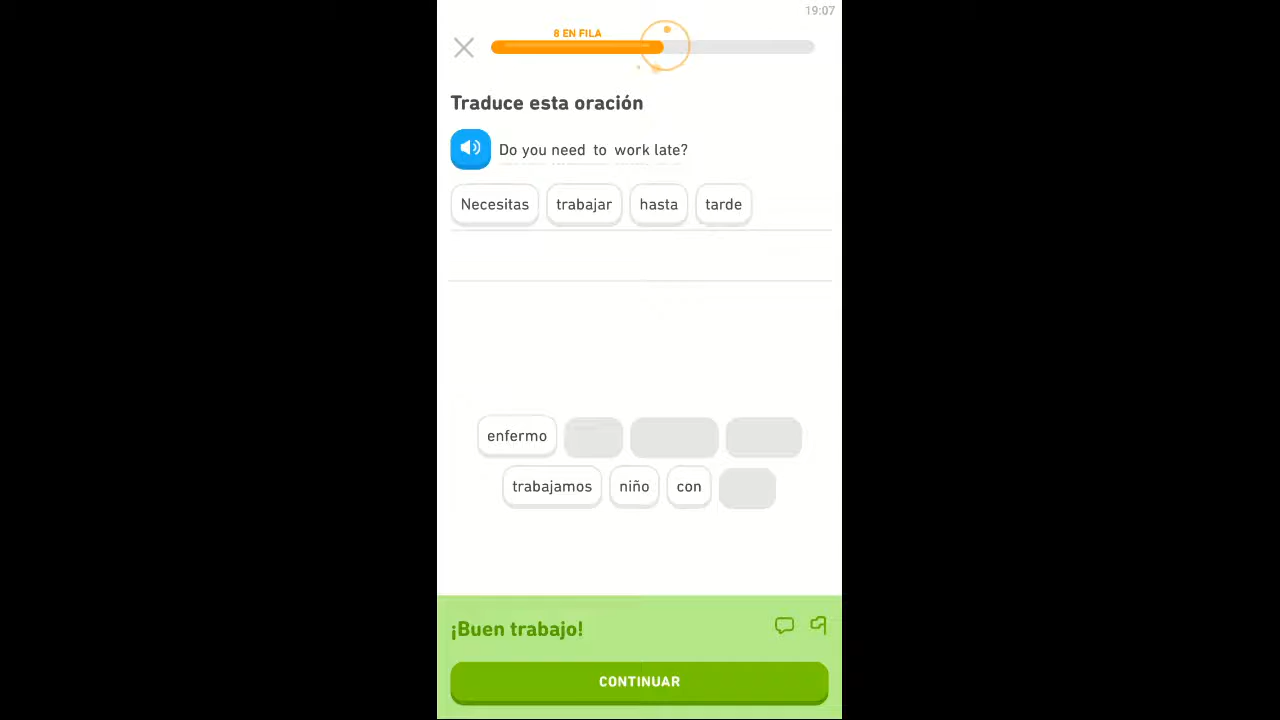 19:07
8 EN FILA
Traduce esta oración
Do you need to work late?
Necesitas trabajar hasta tarde
enfermo
trabajamos niño con
¡Buen trabajo!
CONTINUAR